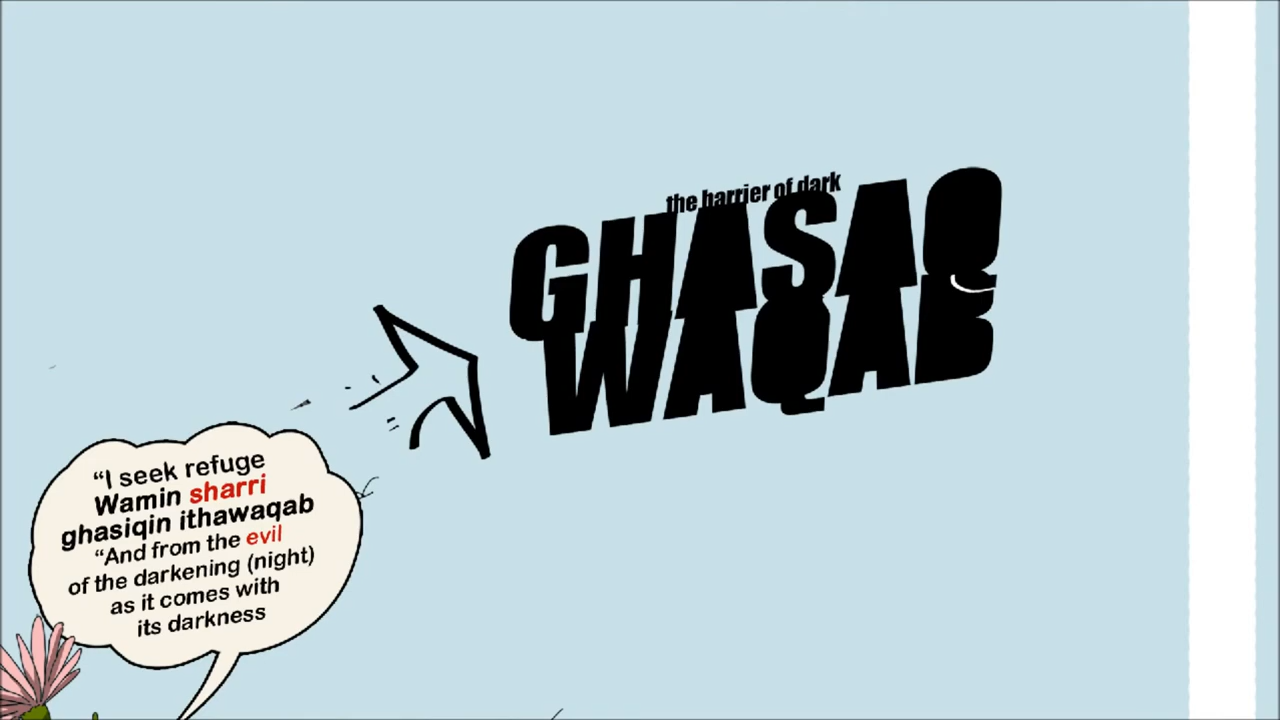 the barrier of dark
GHASAQ
WAQAB
“I seek refuge
Wamin sharri
ghasiqin ithawaqab
“And from the evil
of the darkening (night)
as it comes with
its darkness